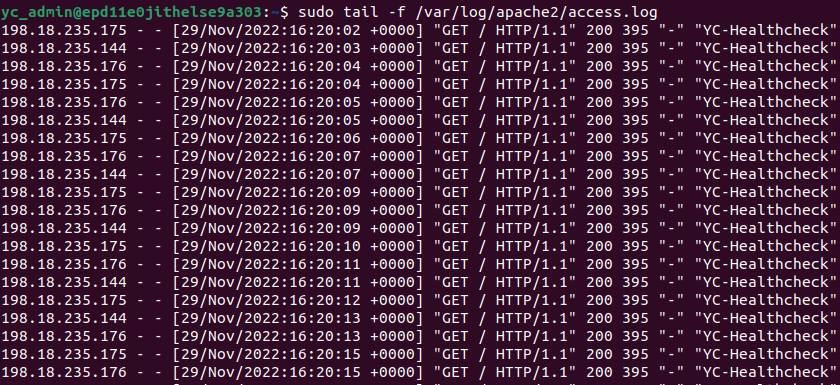 yc_admin@epd11e0jithelse9a303:~$ sudo tail -f /var/log/apache2/access.log
198.18.235.175 - - [29/Nov/2022:16:20:02 +0000] "GET / HTTP/1.1" 200 395 "-" "YC-Healthcheck"
198.18.235.144 - - [29/Nov/2022:16:20:03 +0000] "GET / HTTP/1.1" 200 395 "-" "YC-Healthcheck"
198.18.235.176 - - [29/Nov/2022:16:20:04 +0000] "GET / HTTP/1.1" 200 395 "-" "YC-Healthcheck"
198.18.235.175 - - [29/Nov/2022:16:20:04 +0000] "GET / HTTP/1.1" 200 395 "-" "YC-Healthcheck"
198.18.235.176 - - [29/Nov/2022:16:20:05 +0000] "GET / HTTP/1.1" 200 395 "-" "YC-Healthcheck"
198.18.235.144 - - [29/Nov/2022:16:20:05 +0000] "GET / HTTP/1.1" 200 395 "-" "YC-Healthcheck"
198.18.235.175 - - [29/Nov/2022:16:20:06 +0000] "GET / HTTP/1.1" 200 395 "-" "YC-Healthcheck"
198.18.235.176 - - [29/Nov/2022:16:20:07 +0000] "GET / HTTP/1.1" 200 395 "-" "YC-Healthcheck"
198.18.235.144 - - [29/Nov/2022:16:20:07 +0000] "GET / HTTP/1.1" 200 395 "-" "YC-Healthcheck"
198.18.235.175 - - [29/Nov/2022:16:20:09 +0000] "GET / HTTP/1.1" 200 395 "-" "YC-Healthcheck"
198.18.235.176 - - [29/Nov/2022:16:20:09 +0000] "GET / HTTP/1.1" 200 395 "-" "YC-Healthcheck"
198.18.235.144 - - [29/Nov/2022:16:20:09 +0000] "GET / HTTP/1.1" 200 395 "-" "YC-Healthcheck"
198.18.235.175 - - [29/Nov/2022:16:20:10 +0000] "GET / HTTP/1.1" 200 395 "-" "YC-Healthcheck"
198.18.235.176 - - [29/Nov/2022:16:20:11 +0000] "GET / HTTP/1.1" 200 395 "-" "YC-Healthcheck"
198.18.235.144 - - [29/Nov/2022:16:20:11 +0000] "GET / HTTP/1.1" 200 395 "-" "YC-Healthcheck"
198.18.235.175 - - [29/Nov/2022:16:20:12 +0000] "GET / HTTP/1.1" 200 395 "-" "YC-Healthcheck"
198.18.235.144 - - [29/Nov/2022:16:20:13 +0000] "GET / HTTP/1.1" 200 395 "-" "YC-Healthcheck"
198.18.235.176 - - [29/Nov/2022:16:20:13 +0000] "GET / HTTP/1.1" 200 395 "-" "YC-Healthcheck"
198.18.235.175 - - [29/Nov/2022:16:20:15 +0000] "GET / HTTP/1.1" 200 395 "-" "YC-Healthcheck"
198.18.235.176 - - [29/Nov/2022:16:20:15 +0000] "GET / HTTP/1.1" 200 395 "-" "YC-Healthcheck"